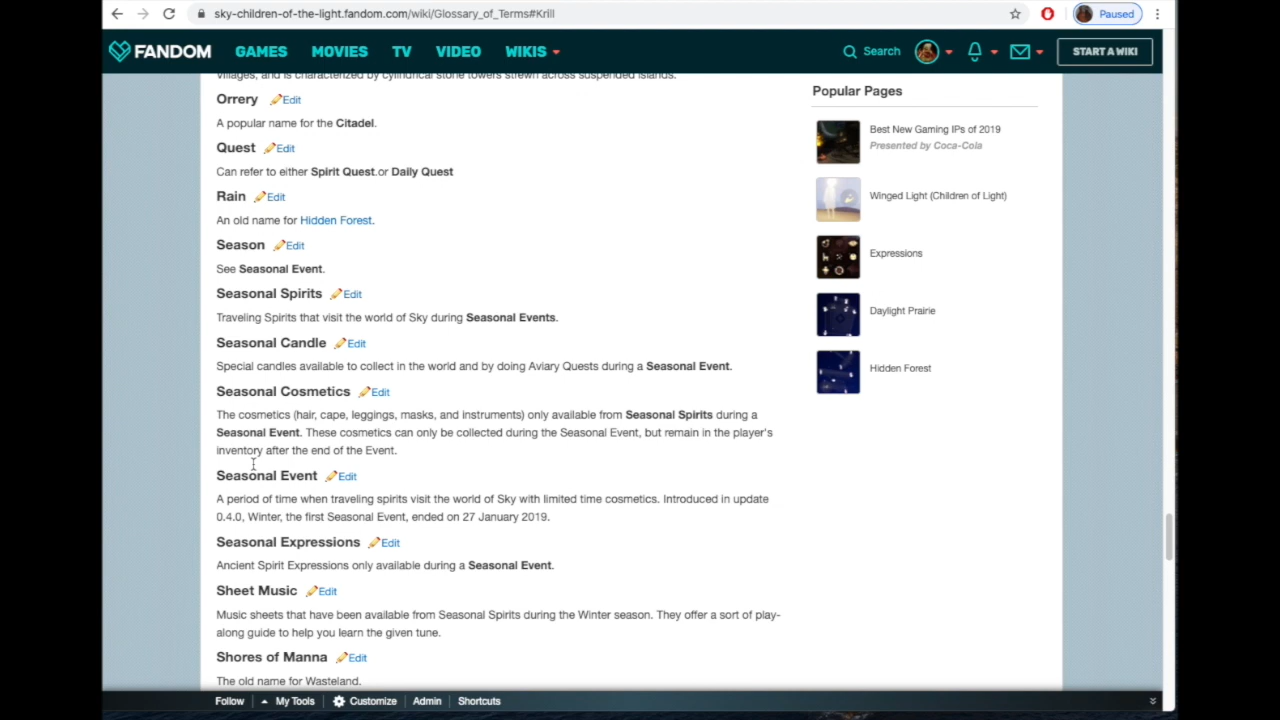 sky-children-of-the-light.fandom.com/wiki/Glossary_of_Terms#Krill
Paused
FANDOM
GAMES
MOVIES
TV
VIDEO
WIKIS
Search
START A WIKI
villages, and is characterized by cylindrical stone towers strewn across suspended islands.
Orrery Edit
A popular name for the Citadel.
Quest Edit
Can refer to either Spirit Quest.or Daily Quest
Rain Edit
An old name for Hidden Forest.
Season Edit
See Seasonal Event.
Seasonal Spirits Edit
Traveling Spirits that visit the world of Sky during Seasonal Events.
Seasonal Candle Edit
Special candles available to collect in the world and by doing Aviary Quests during a Seasonal Event.
Seasonal Cosmetics Edit
The cosmetics (hair, cape, leggings, masks, and instruments) only available from Seasonal Spirits during a
Seasonal Event. These cosmetics can only be collected during the Seasonal Event, but remain in the player's
inventory after the end of the Event.
Seasonal Event Edit
A period of time when traveling spirits visit the world of Sky with limited time cosmetics. Introduced in update
0.4.0, Winter, the first Seasonal Event, ended on 27 January 2019.
Seasonal Expressions Edit
Ancient Spirit Expressions only available during a Seasonal Event.
Sheet Music Edit
Music sheets that have been available from Seasonal Spirits during the Winter season. They offer a sort of play-
along guide to help you learn the given tune.
Shores of Manna Edit
The old name for Wasteland.
Popular Pages
Best New Gaming IPs of 2019
Presented by Coca-Cola
Winged Light (Children of Light)
Expressions
Daylight Prairie
Hidden Forest
Follow
My Tools
Customize
Admin
Shortcuts